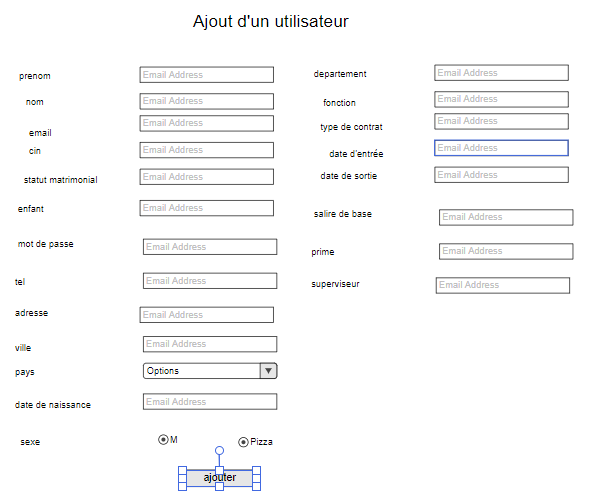 Ajout d'un utilisateur
prenom Email Address
nom Email Address
email Email Address
cin Email Address
statut matrimonial Email Address
enfant Email Address
mot de passe Email Address
tel Email Address
adresse Email Address
ville Email Address
pays Options
date de naissance Email Address
sexe M Pizza
departement Email Address
fonction Email Address
type de contrat Email Address
date d'entrée Email Address
date de sortie Email Address
salire de base Email Address
prime Email Address
superviseur Email Address
ajouter